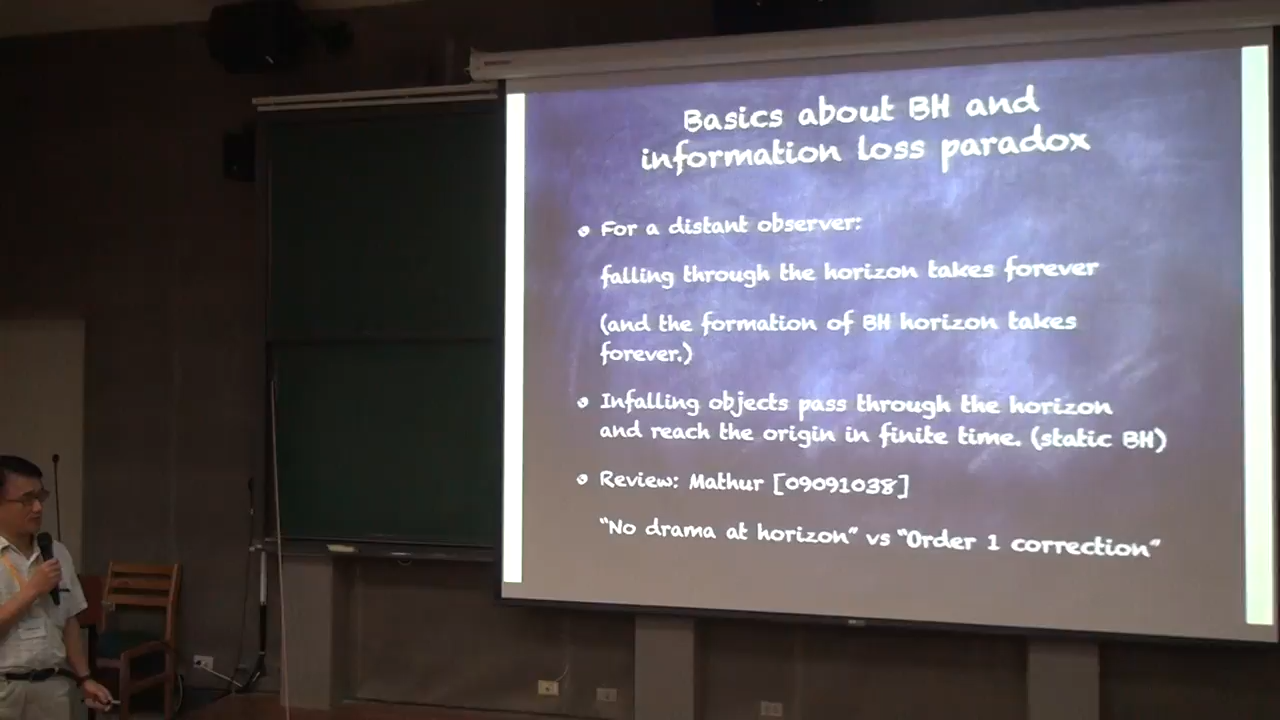 Basics about BH and
information loss paradox
For a distant observer:
falling through the horizon takes forever
(and the formation of BH horizon takes
forever.)
Infalling objects pass through the horizon
and reach the origin in finite time. (static BH)
Review: Mathur [09091038]
"No drama at horizon" vs "Order 1 correction"